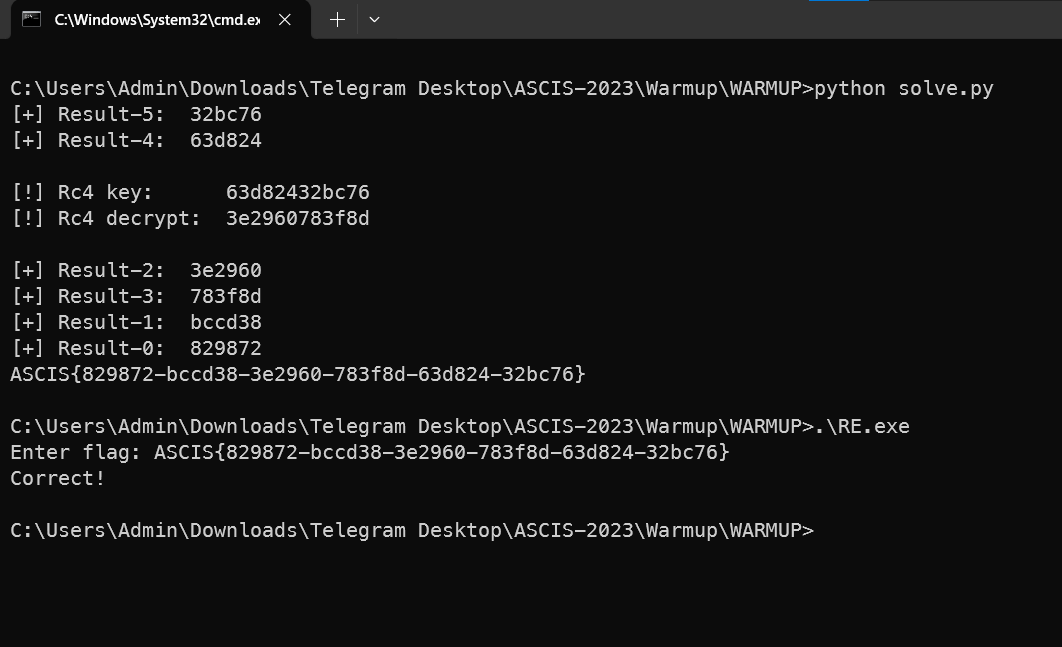 C:\Windows\System32\cmd.ex
C:\Users\Admin\Downloads\Telegram Desktop\ASCIS-2023\Warmup\WARMUP>python solve.py
[+] Result-5:  32bc76
[+] Result-4:  63d824
[!] Rc4 key:      63d82432bc76
[!] Rc4 decrypt:  3e2960783f8d
[+] Result-2:  3e2960
[+] Result-3:  783f8d
[+] Result-1:  bccd38
[+] Result-0:  829872
ASCIS{829872-bccd38-3e2960-783f8d-63d824-32bc76}
C:\Users\Admin\Downloads\Telegram Desktop\ASCIS-2023\Warmup\WARMUP>.\RE.exe
Enter flag: ASCIS{829872-bccd38-3e2960-783f8d-63d824-32bc76}
Correct!
C:\Users\Admin\Downloads\Telegram Desktop\ASCIS-2023\Warmup\WARMUP>